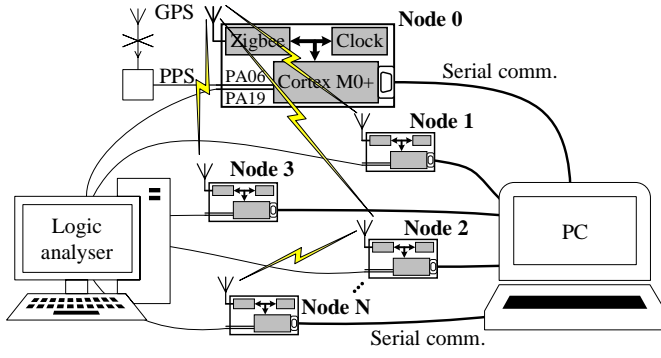 GPS
Node 0
Zigbee
Clock
Serial comm.
PPS
PA06
Cortex M0+
PA19
Node 1
Node 3
Logic
analyser
Node 2
PC
Node N
Serial comm.